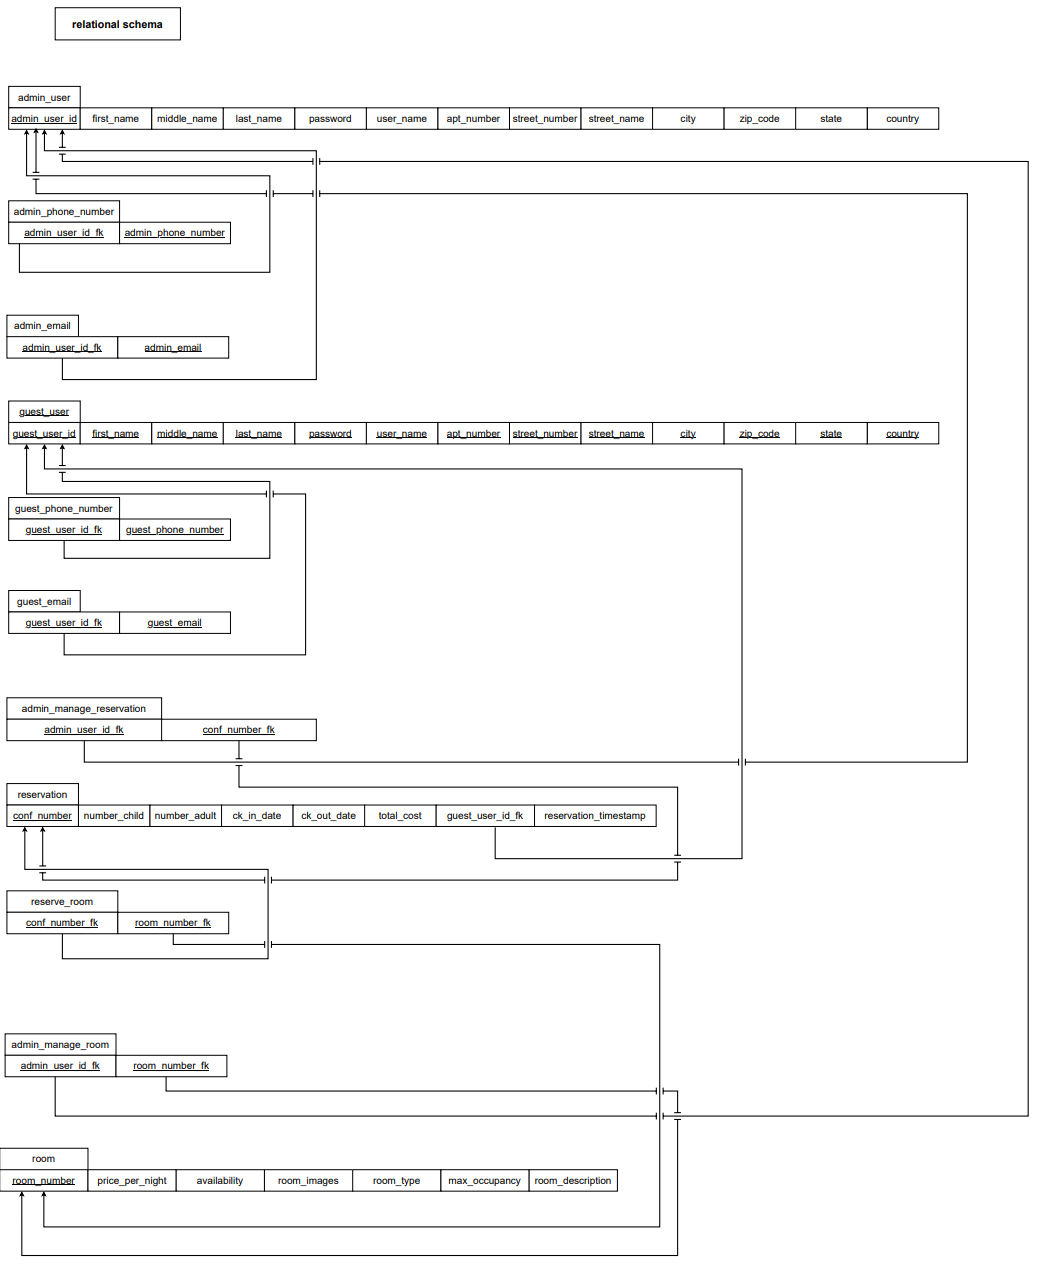 relational schema
admin_user
admin_user_id first_name middle_name last_name password user_name apt_number street_number street_name city zip_code state country
admin_phone_number
admin_user_id_fk admin_phone_number
admin_email
admin_user_id_fk admin_email
guest_user
guest_user_id first_name middle_name last_name password user_name apt_number street_number street_name city zip_code state country
guest_phone_number
guest_user_id_fk guest_phone_number
guest_email
guest_user_id_fk guest_email
admin_manage_reservation
admin_user_id_fk conf_number_fk
reservation
conf_number number_child number_adult ck_in_date ck_out_date total_cost guest_user_id_fk reservation_timestamp
reserve_room
conf_number_fk room_number_fk
admin_manage_room
admin_user_id_fk room_number_fk
room
room_number price_per_night availability room_images room_type max_occupancy room_description